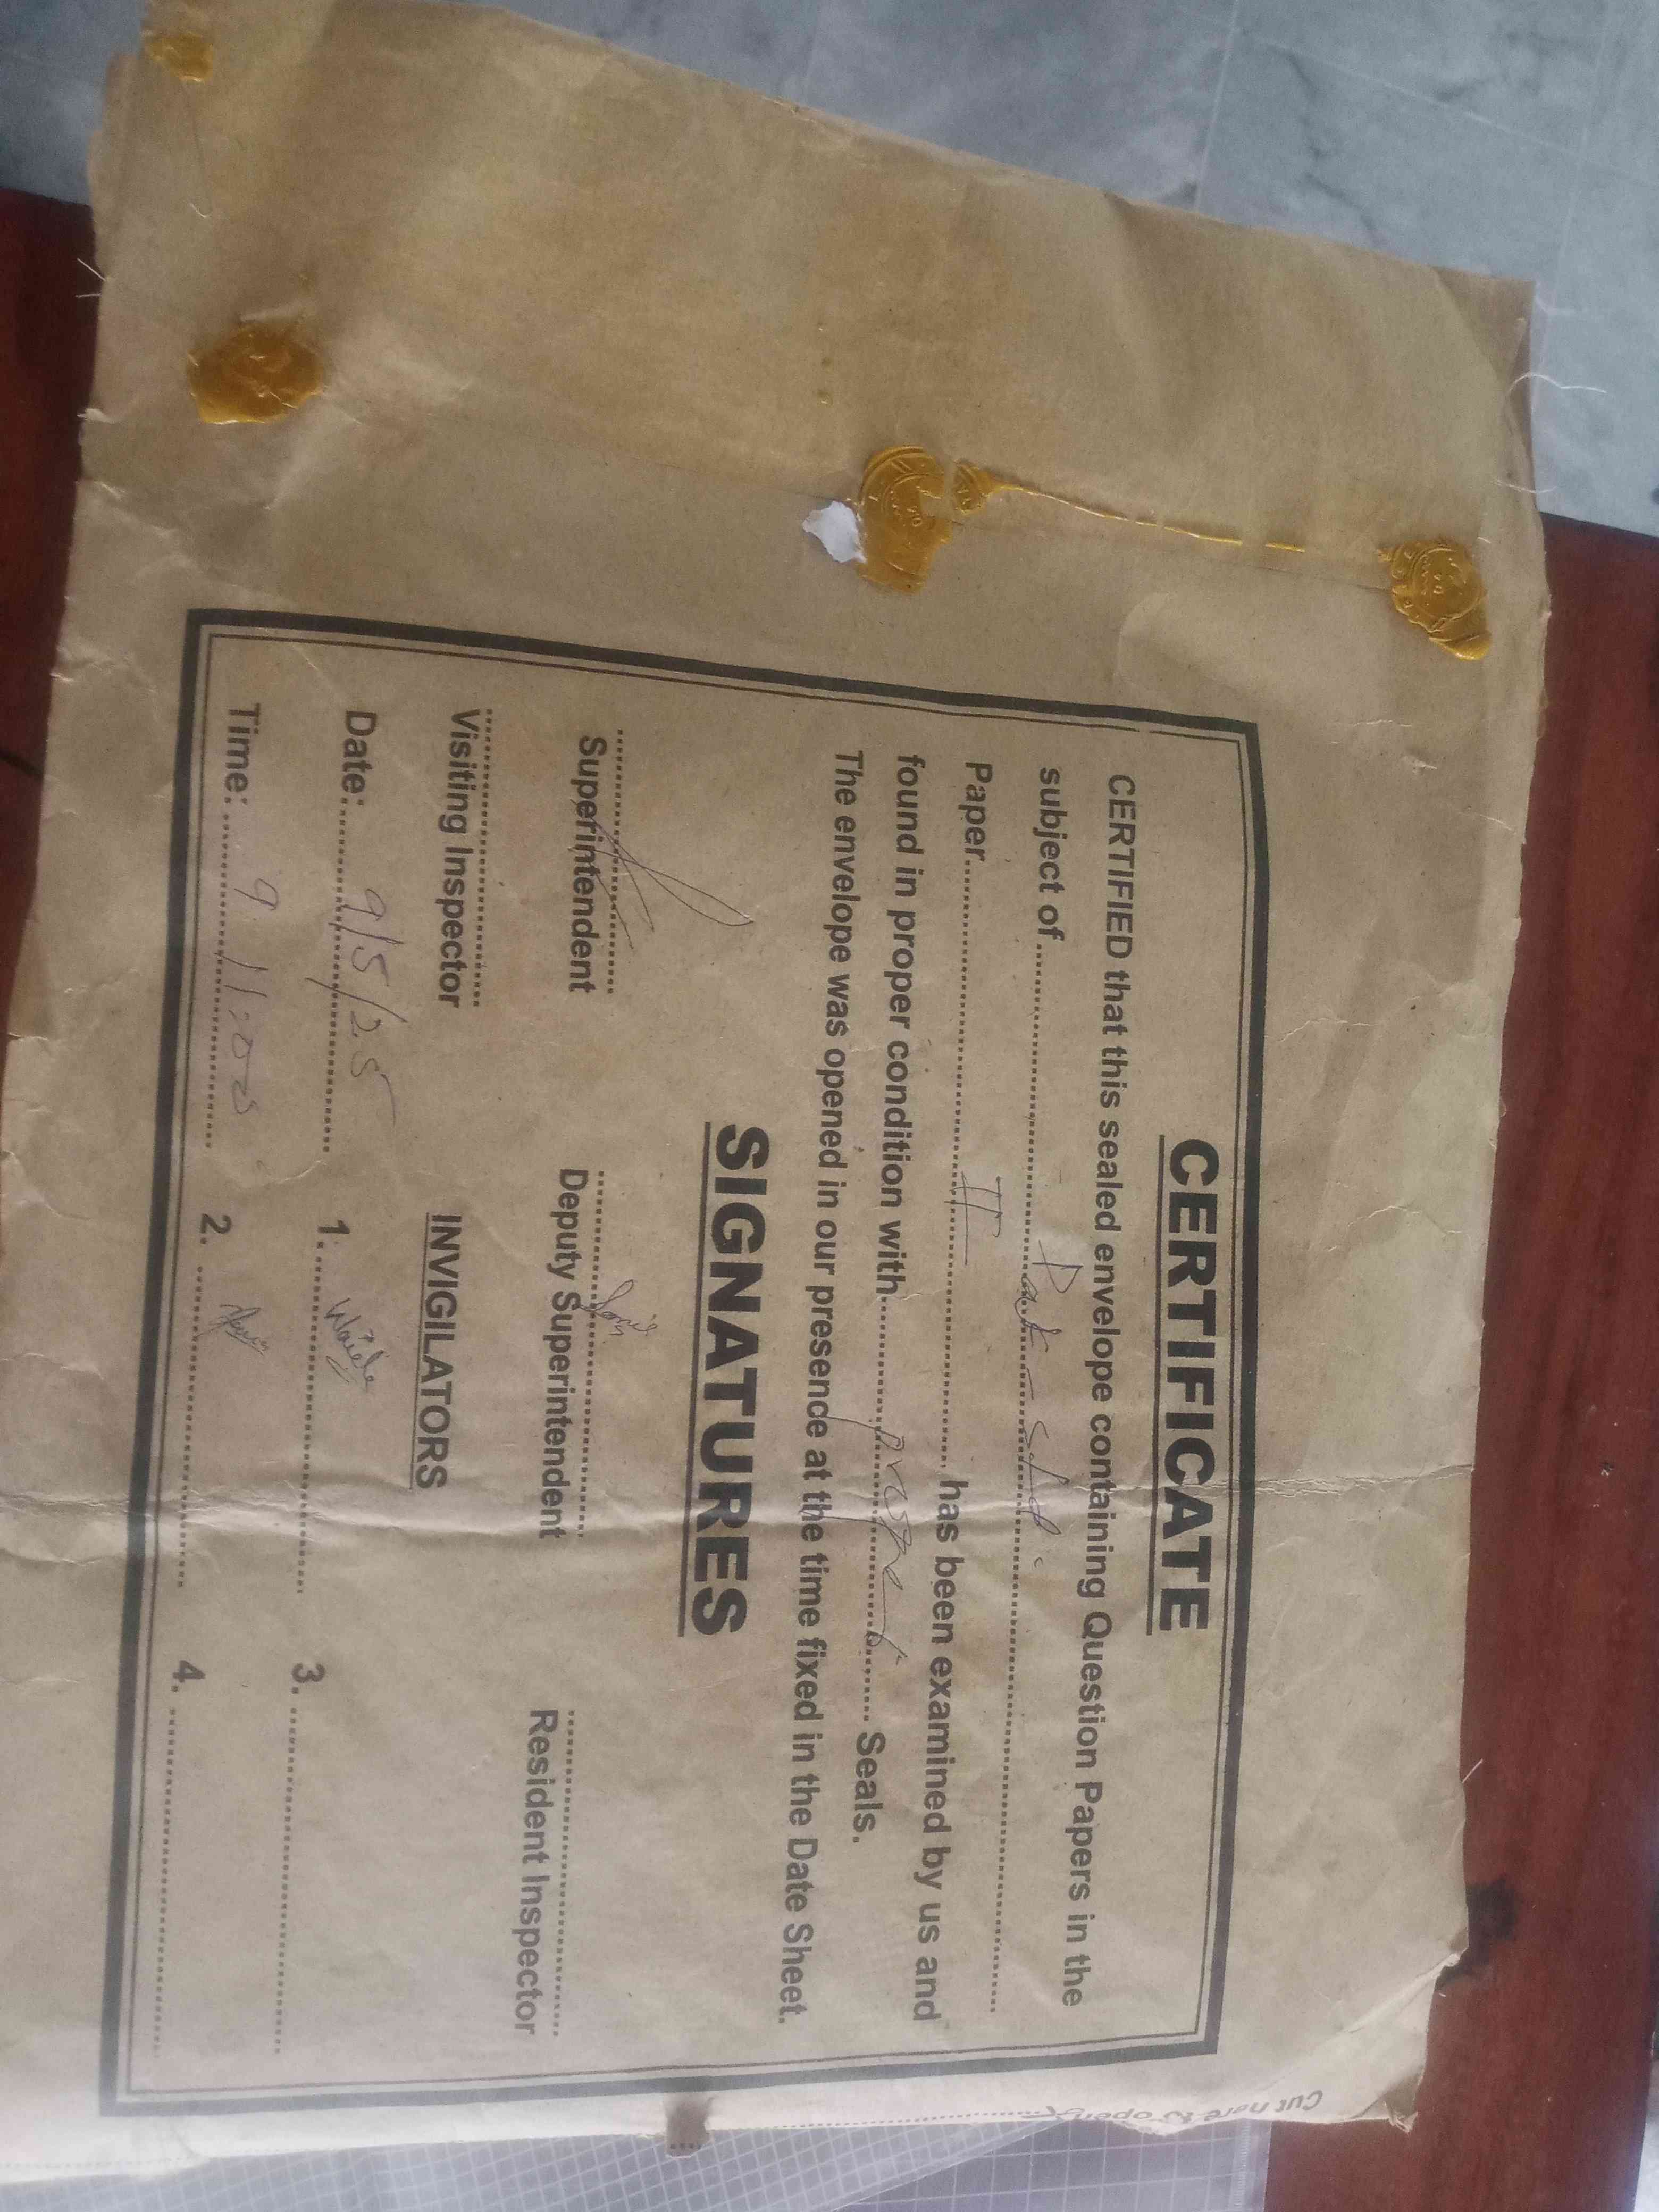 CERTIFICATE
CERTIFIED that this sealed envelope containing Question Papers in the
subject of.......Pak-std.......
Paper.......II....... has been examined by us and
found in proper condition with....... Seals.
The envelope was opened in our presence at the time fixed in the Date Sheet.
SIGNATURES
Superintendent
Deputy Superintendent
Resident Inspector
Visiting Inspector
INVIGILATORS
Date:.......9/5/25.......
1.
3.
Time:.......
2.
4.
Cut here to open